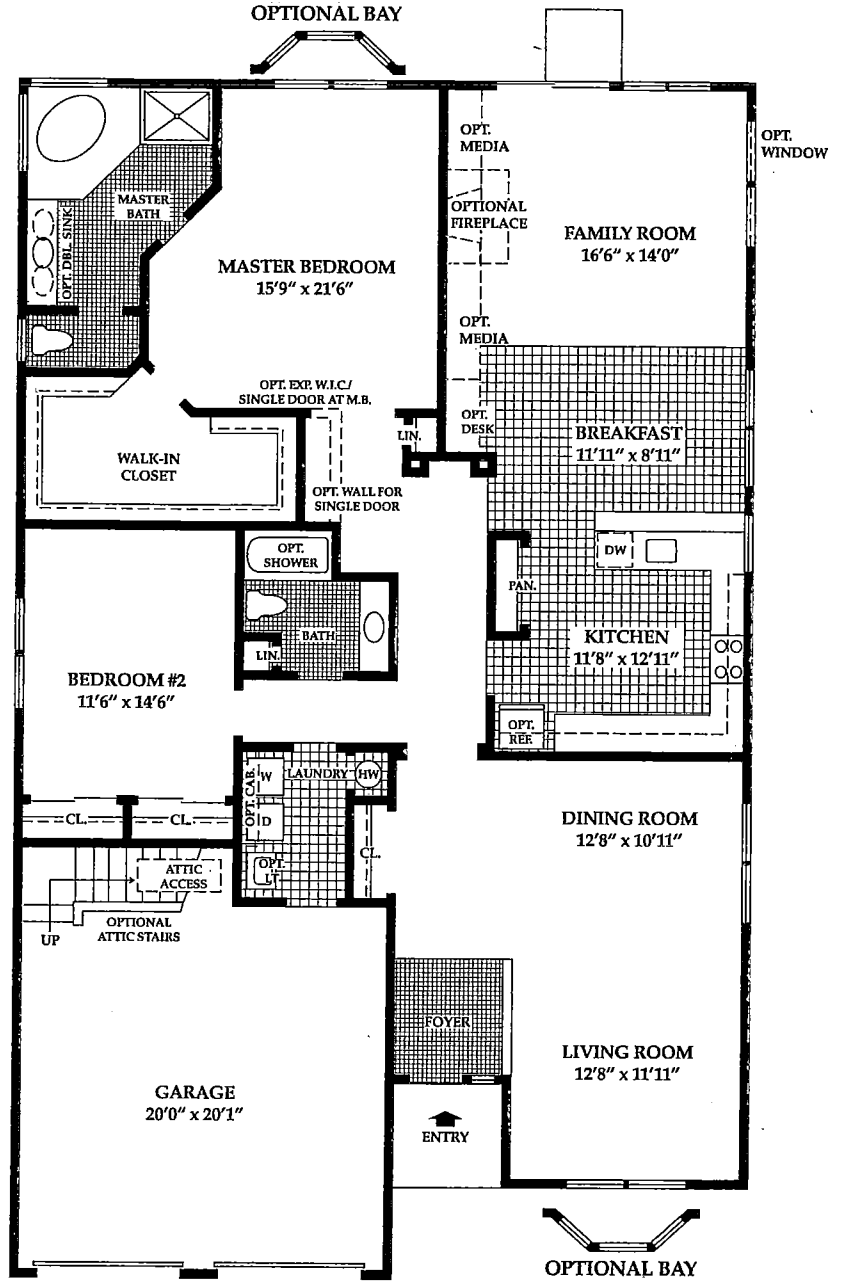 OPTIONAL BAY
OPT.
MEDIA
OPT.
WINDOW
MASTER
BATH
OPTIONAL
FIREPLACE
OPT. DBL. SINK
FAMILY ROOM
16'6" x 14'0"
MASTER BEDROOM
15'9" x 21'6"
OPT.
MEDIA
OPT. EXP. W.I.C./
SINGLE DOOR AT M.B.
OPT.
DESK
LIN.
BREAKFAST
11'11" x 8'11"
WALK-IN
CLOSET
OPT. WALL FOR
SINGLE DOOR
OPT.
SHOWER
DW
PAN.
BATH
LIN.
KITCHEN
11'8" x 12'11"
BEDROOM #2
11'6" x 14'6"
OPT.
REF.
OPT. CAB.
W
LAUNDRY
HW
D
CL.
CL.
CL.
DINING ROOM
12'8" x 10'11"
OPT.
LT
ATTIC
ACCESS
OPTIONAL
ATTIC STAIRS
UP
FOYER
LIVING ROOM
12'8" x 11'11"
GARAGE
20'0" x 20'1"
ENTRY
OPTIONAL BAY